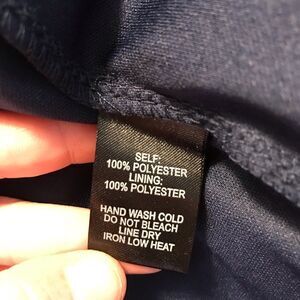 SELF:
100% POLYESTER
LINING:
100% POLYESTER
HAND WASH COLD
DO NOT BLEACH
LINE DRY
IRON LOW HEAT